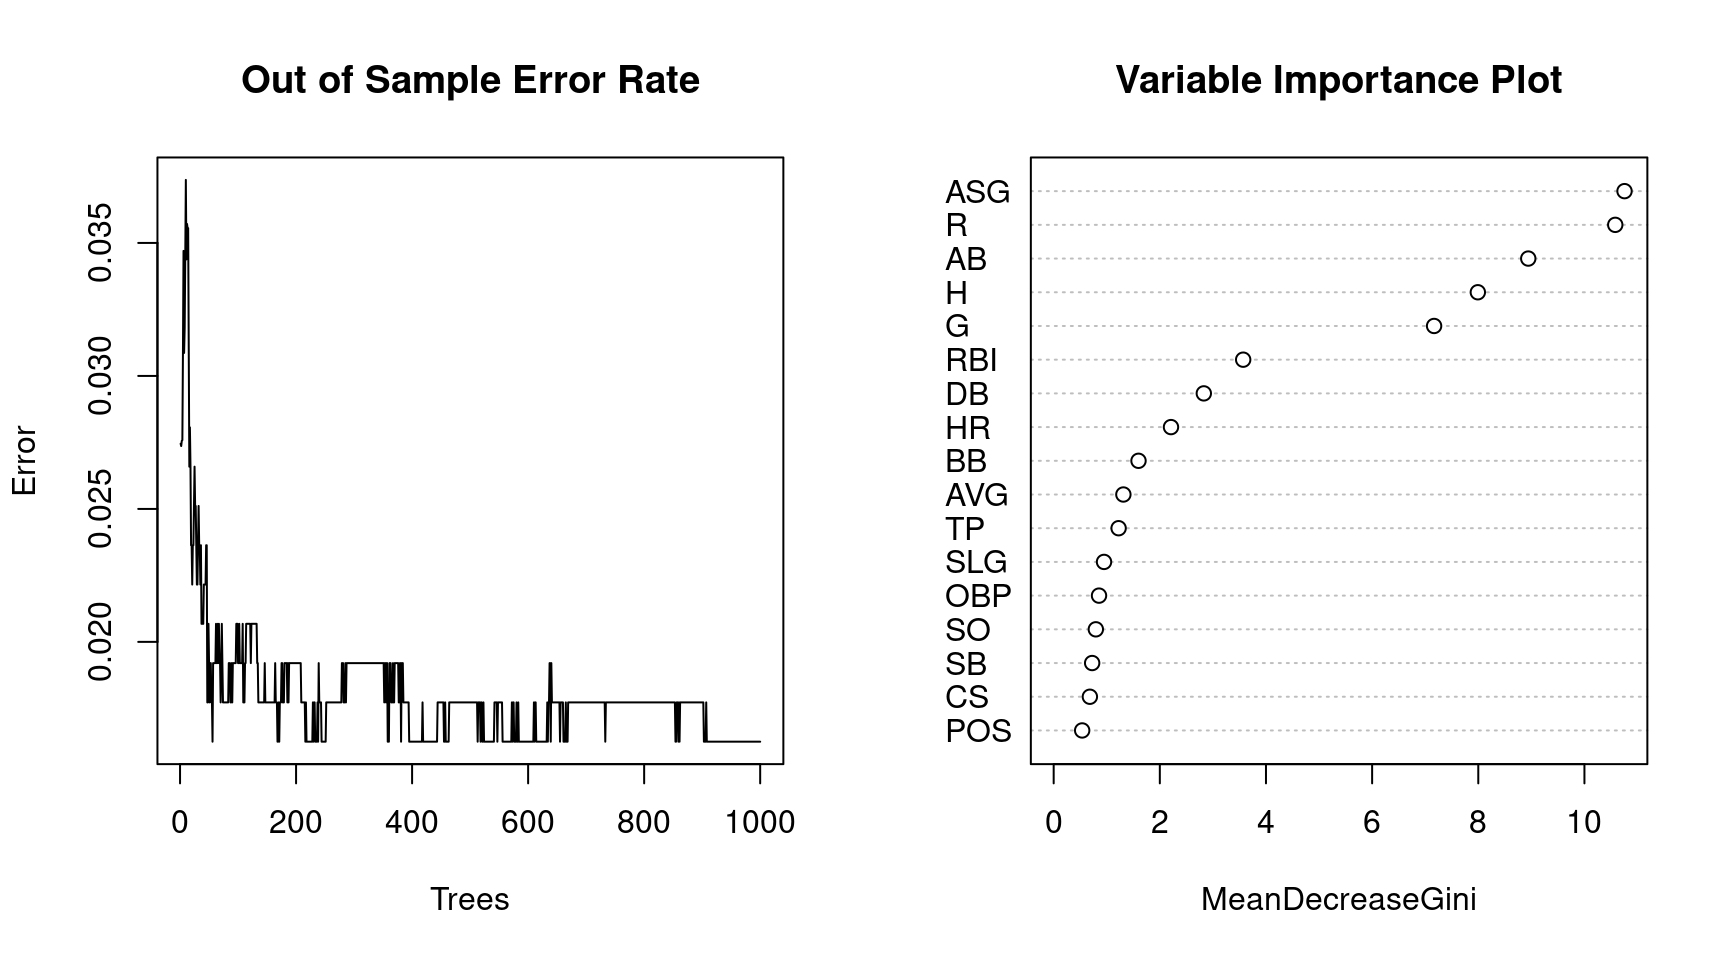 Out of Sample Error Rate
Error
0.035
0.030
0.025
0.020
0 200 400 600 800 1000
Trees
Variable Importance Plot
ASG
R
AB
H
G
RBI
DB
HR
BB
AVG
TP
SLG
OBP
SO
SB
CS
POS
0 2 4 6 8 10
MeanDecreaseGini